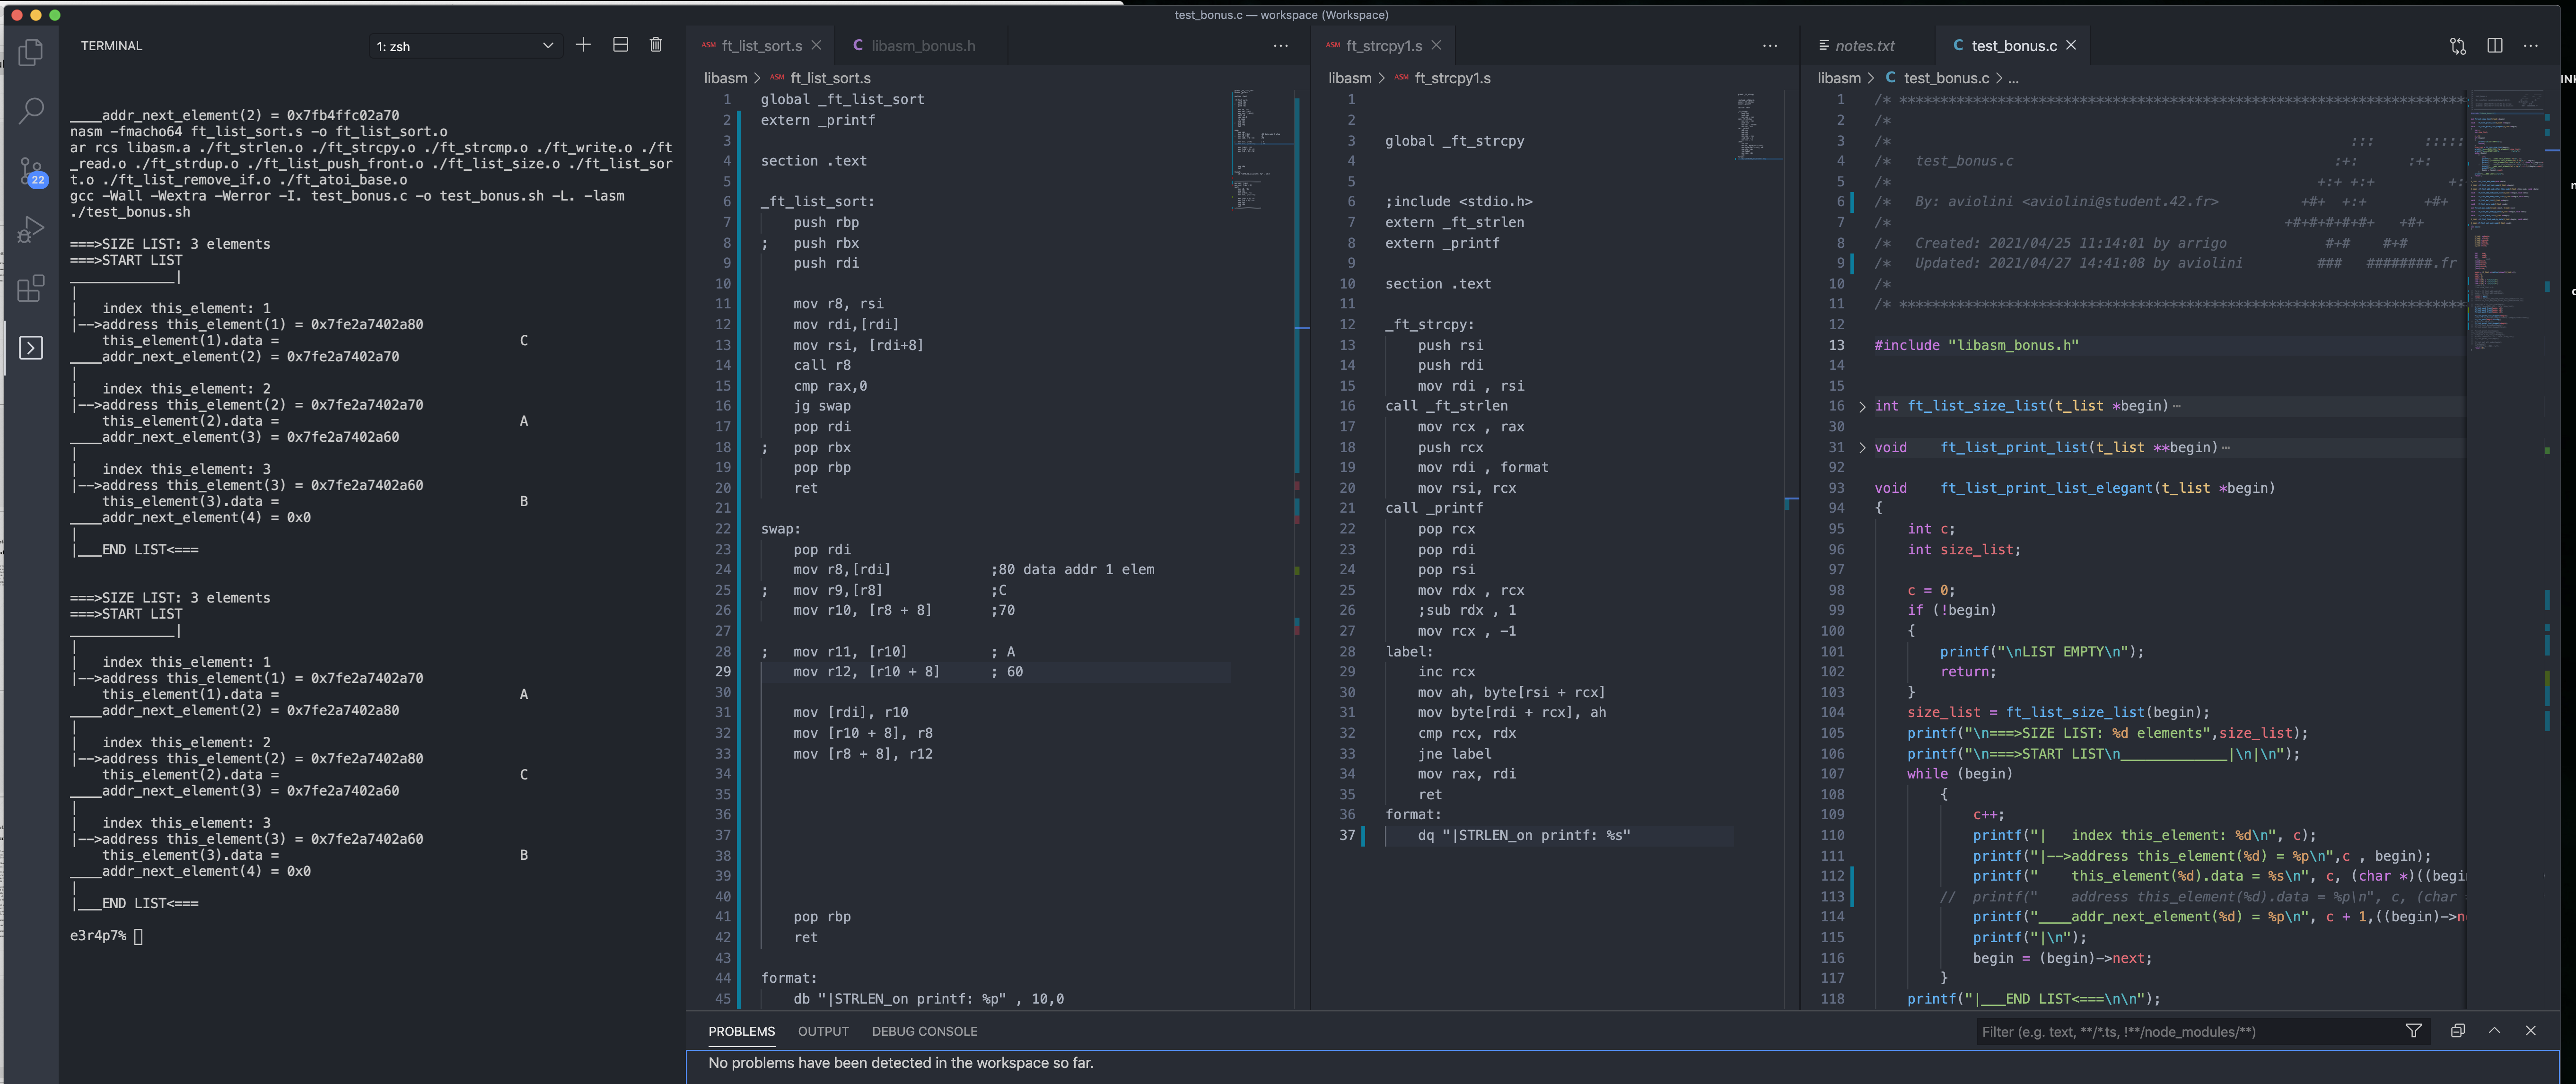 test_bonus.c — workspace (Workspace)
TERMINAL
1: zsh
____addr_next_element(2) = 0x7fb4ffc02a70
nasm -fmacho64 ft_list_sort.s -o ft_list_sort.o
ar rcs libasm.a ./ft_strlen.o ./ft_strcpy.o ./ft_strcmp.o ./ft_write.o ./ft
_read.o ./ft_strdup.o ./ft_list_push_front.o ./ft_list_size.o ./ft_list_sor
t.o ./ft_list_remove_if.o ./ft_atoi_base.o
gcc -Wall -Wextra -Werror -I. test_bonus.c -o test_bonus.sh -L. -lasm
./test_bonus.sh
===>SIZE LIST: 3 elements
===>START LIST
_____________|
|
|   index this_element: 1
|-->address this_element(1) = 0x7fe2a7402a80
    this_element(1).data =                              C
____addr_next_element(2) = 0x7fe2a7402a70
|
|   index this_element: 2
|-->address this_element(2) = 0x7fe2a7402a70
    this_element(2).data =                              A
____addr_next_element(3) = 0x7fe2a7402a60
|
|   index this_element: 3
|-->address this_element(3) = 0x7fe2a7402a60
    this_element(3).data =                              B
____addr_next_element(4) = 0x0
|
|___END LIST<===
===>SIZE LIST: 3 elements
===>START LIST
_____________|
|
|   index this_element: 1
|-->address this_element(1) = 0x7fe2a7402a70
    this_element(1).data =                              A
____addr_next_element(2) = 0x7fe2a7402a80
|
|   index this_element: 2
|-->address this_element(2) = 0x7fe2a7402a80
    this_element(2).data =                              C
____addr_next_element(3) = 0x7fe2a7402a60
|
|   index this_element: 3
|-->address this_element(3) = 0x7fe2a7402a60
    this_element(3).data =                              B
____addr_next_element(4) = 0x0
|
|___END LIST<===
e3r4p7%
22
ASM ft_list_sort.s
C libasm_bonus.h
libasm > ASM ft_list_sort.s
1 global _ft_list_sort
2 extern _printf
3
4 section .text
5
6 _ft_list_sort:
7     push rbp
8 ;   push rbx
9     push rdi
10
11     mov r8, rsi
12     mov rdi,[rdi]
13     mov rsi, [rdi+8]
14     call r8
15     cmp rax,0
16     jg swap
17     pop rdi
18 ;   pop rbx
19     pop rbp
20     ret
21
22 swap:
23     pop rdi
24     mov r8,[rdi]            ;80 data addr 1 elem
25 ;   mov r9,[r8]             ;C
26     mov r10, [r8 + 8]       ;70
27
28 ;   mov r11, [r10]          ; A
29     mov r12, [r10 + 8]      ; 60
30
31     mov [rdi], r10
32     mov [r10 + 8], r8
33     mov [r8 + 8], r12
34
35
36
37
38
39
40
41     pop rbp
42     ret
43
44 format:
45     db "|STRLEN_on printf: %p" , 10,0
ASM ft_strcpy1.s
libasm > ASM ft_strcpy1.s
1
2
3 global _ft_strcpy
4
5
6 ;include <stdio.h>
7 extern _ft_strlen
8 extern _printf
9
10 section .text
11
12 _ft_strcpy:
13     push rsi
14     push rdi
15     mov rdi , rsi
16 call _ft_strlen
17     mov rcx , rax
18     push rcx
19     mov rdi , format
20     mov rsi, rcx
21 call _printf
22     pop rcx
23     pop rdi
24     pop rsi
25     mov rdx , rcx
26     ;sub rdx , 1
27     mov rcx , -1
28 label:
29     inc rcx
30     mov ah, byte[rsi + rcx]
31     mov byte[rdi + rcx], ah
32     cmp rcx, rdx
33     jne label
34     mov rax, rdi
35     ret
36 format:
37     dq "|STRLEN_on printf: %s"
notes.txt
C test_bonus.c
libasm > C test_bonus.c > ...
1 /* **********************************************************************
2 /*
3 /*                                                        :::      :::::
4 /*   test_bonus.c                                       :+:      :+:
5 /*                                                    +:+ +:+         +:
6 /*   By: aviolini <aviolini@student.42.fr>          +#+  +:+       +#+
7 /*                                                +#+#+#+#+#+   +#+
8 /*   Created: 2021/04/25 11:14:01 by arrigo            #+#    #+#
9 /*   Updated: 2021/04/27 14:41:08 by aviolini         ###   ########.fr
10 /*
11 /* **********************************************************************
12
13 #include "libasm_bonus.h"
14
15
16 > int ft_list_size_list(t_list *begin)⋯
30
31 > void    ft_list_print_list(t_list **begin)⋯
92
93 void    ft_list_print_list_elegant(t_list *begin)
94 {
95     int c;
96     int size_list;
97
98     c = 0;
99     if (!begin)
100     {
101         printf("\nLIST EMPTY\n");
102         return;
103     }
104     size_list = ft_list_size_list(begin);
105     printf("\n===>SIZE LIST: %d elements",size_list);
106     printf("\n===>START LIST\n_____________|\n|\n");
107     while (begin)
108         {
109             c++;
110             printf("|   index this_element: %d\n", c);
111             printf("|-->address this_element(%d) = %p\n",c , begin);
112             printf("    this_element(%d).data = %s\n", c, (char *)((begi
113         //  printf("    address this_element(%d).data = %p\n", c, (char
114             printf("____addr_next_element(%d) = %p\n", c + 1,((begin)->n
115             printf("|\n");
116             begin = (begin)->next;
117         }
118     printf("|___END LIST<===\n\n");
PROBLEMS
OUTPUT
DEBUG CONSOLE
Filter (e.g. text, **/*.ts, !**/node_modules/**)
No problems have been detected in the workspace so far.